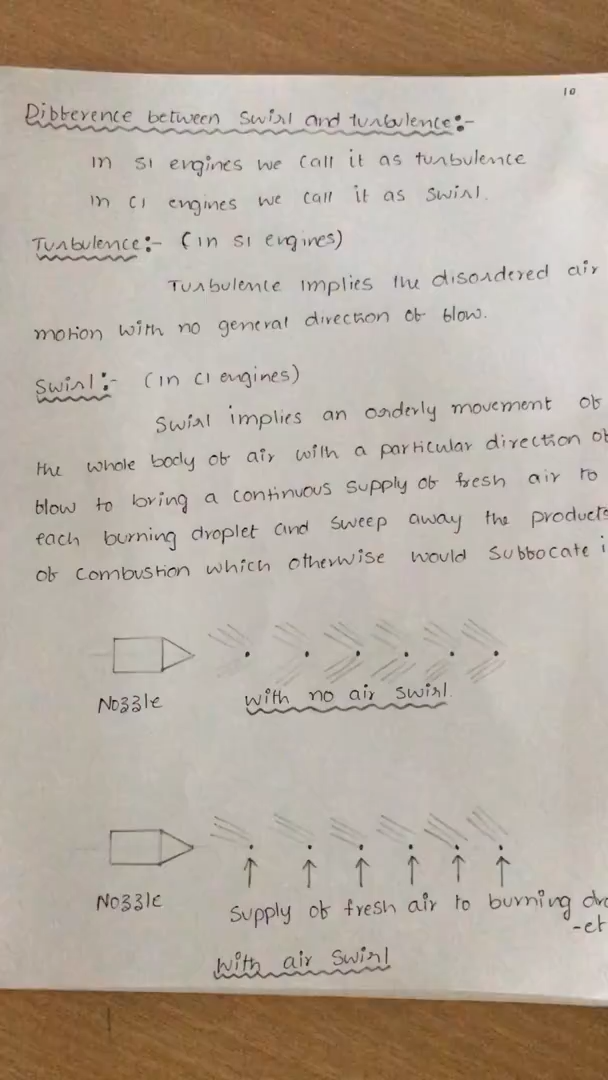 10
Difference between swirl and turbulence:-
In SI engines we call it as turbulence
In CI engines we call it as swirl.
Turbulence:- (in SI engines)
Turbulence implies the disordered air
motion with no general direction of flow.
Swirl:- (in CI engines)
Swirl implies an orderly movement of
the whole body of air with a particular direction of
flow to bring a continuous supply of fresh air to
each burning droplet and sweep away the products
of combustion which otherwise would suffocate i
Nozzle
with no air swirl.
Nozzle
Supply of fresh air to burning dro
-et
With air swirl